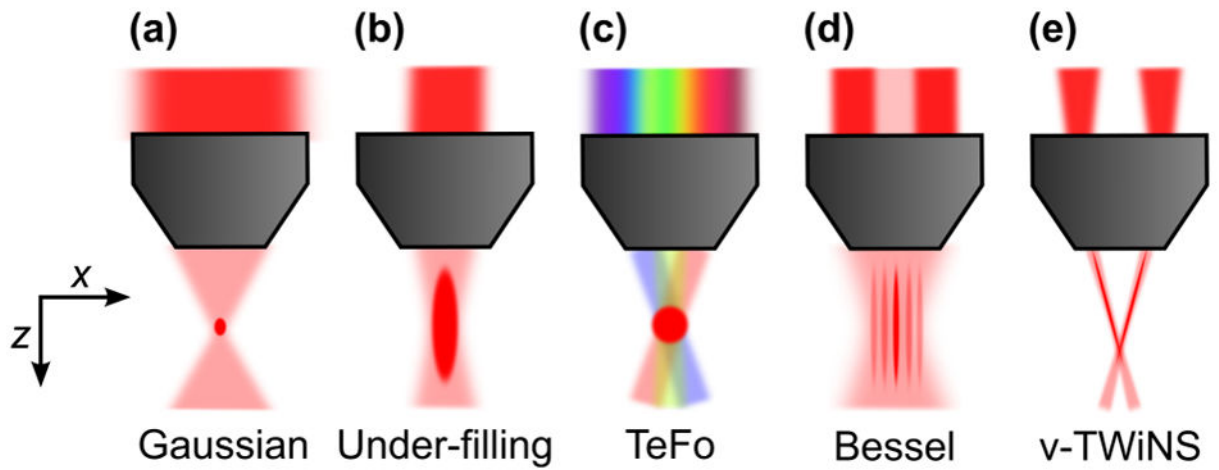 (a) (b) (c) (d) (e)
x
z
Gaussian Under-filling TeFo Bessel v-TWiNS